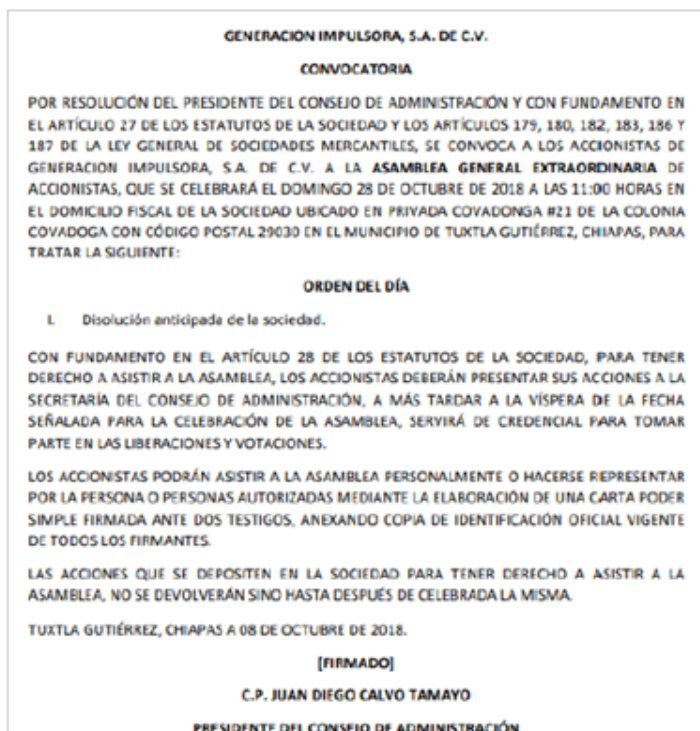 GENERACION IMPULSORA, S.A. DE C.V.
CONVOCATORIA
POR RESOLUCIÓN DEL PRESIDENTE DEL CONSEJO DE ADMINISTRACIÓN Y CON FUNDAMENTO EN
EL ARTÍCULO 27 DE LOS ESTATUTOS DE LA SOCIEDAD Y LOS ARTÍCULOS 179, 180, 182, 183, 186 Y
187 DE LA LEY GENERAL DE SOCIEDADES MERCANTILES, SE CONVOCA A LOS ACCIONISTAS DE
GENERACION IMPULSORA, S.A. DE C.V. A LA ASAMBLEA GENERAL EXTRAORDINARIA DE
ACCIONISTAS, QUE SE CELEBRARÁ EL DOMINGO 28 DE OCTUBRE DE 2018 A LAS 11:00 HORAS EN
EL DOMICILIO FISCAL DE LA SOCIEDAD UBICADO EN PRIVADA COVADONGA #21 DE LA COLONIA
COVADOGA CON CÓDIGO POSTAL 29030 EN EL MUNICIPIO DE TUXTLA GUTIÉRREZ, CHIAPAS, PARA
TRATAR LA SIGUIENTE:
ORDEN DEL DÍA
I. Disolución anticipada de la sociedad.
CON FUNDAMENTO EN EL ARTÍCULO 28 DE LOS ESTATUTOS DE LA SOCIEDAD, PARA TENER
DERECHO A ASISTIR A LA ASAMBLEA, LOS ACCIONISTAS DEBERÁN PRESENTAR SUS ACCIONES A LA
SECRETARÍA DEL CONSEJO DE ADMINISTRACIÓN, A MÁS TARDAR A LA VÍSPERA DE LA FECHA
SEÑALADA PARA LA CELEBRACIÓN DE LA ASAMBLEA, SERVIRÁ DE CREDENCIAL PARA TOMAR
PARTE EN LAS LIBERACIONES Y VOTACIONES.
LOS ACCIONISTAS PODRÁN ASISTIR A LA ASAMBLEA PERSONALMENTE O HACERSE REPRESENTAR
POR LA PERSONA O PERSONAS AUTORIZADAS MEDIANTE LA ELABORACIÓN DE UNA CARTA PODER
SIMPLE FIRMADA ANTE DOS TESTIGOS, ANEXANDO COPIA DE IDENTIFICACIÓN OFICIAL VIGENTE
DE TODOS LOS FIRMANTES.
LAS ACCIONES QUE SE DEPOSITEN EN LA SOCIEDAD PARA TENER DERECHO A ASISTIR A LA
ASAMBLEA, NO SE DEVOLVERÁN SINO HASTA DESPUÉS DE CELEBRADA LA MISMA.
TUXTLA GUTIÉRREZ, CHIAPAS A 08 DE OCTUBRE DE 2018.
[FIRMADO]
C.P. JUAN DIEGO CALVO TAMAYO
PRESIDENTE DEL CONSEJO DE ADMINISTRACIÓN